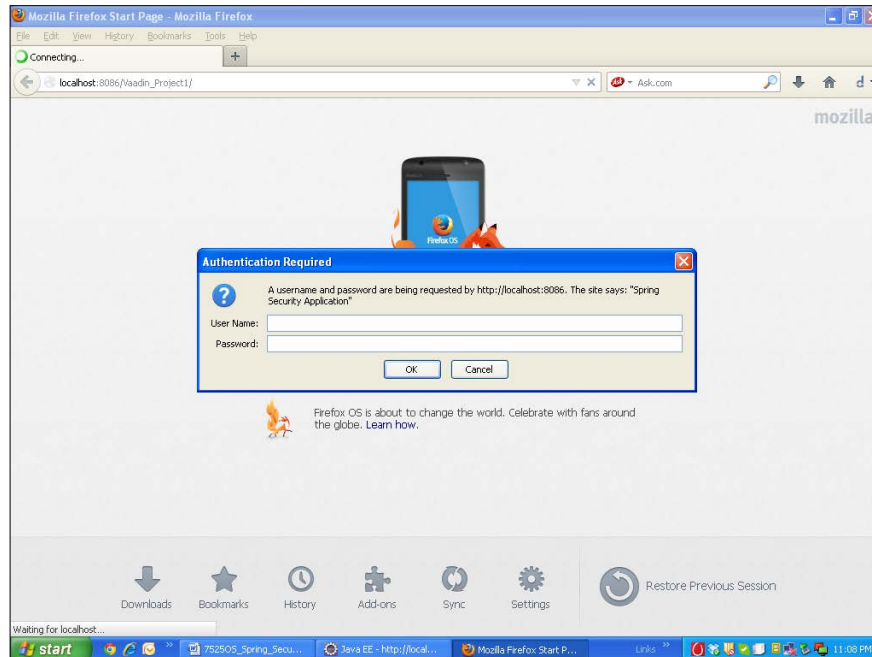 Mozilla Firefox Start Page - Mozilla Firefox
File Edit View History Bookmarks Tools Help
Connecting...
localhost:8086/Vaadin_Project1/
Ask.com
mozilla
Firefox OS
Authentication Required
A username and password are being requested by http://localhost:8086. The site says: "Spring
Security Application"
User Name:
Password:
OK Cancel
Firefox OS is about to change the world. Celebrate with fans around
the globe. Learn how.
Downloads Bookmarks History Add-ons Sync Settings Restore Previous Session
Waiting for localhost...
start 7525OS_Spring_Secu... Java EE - http://local... Mozilla Firefox Start P... Links 11:08 PM